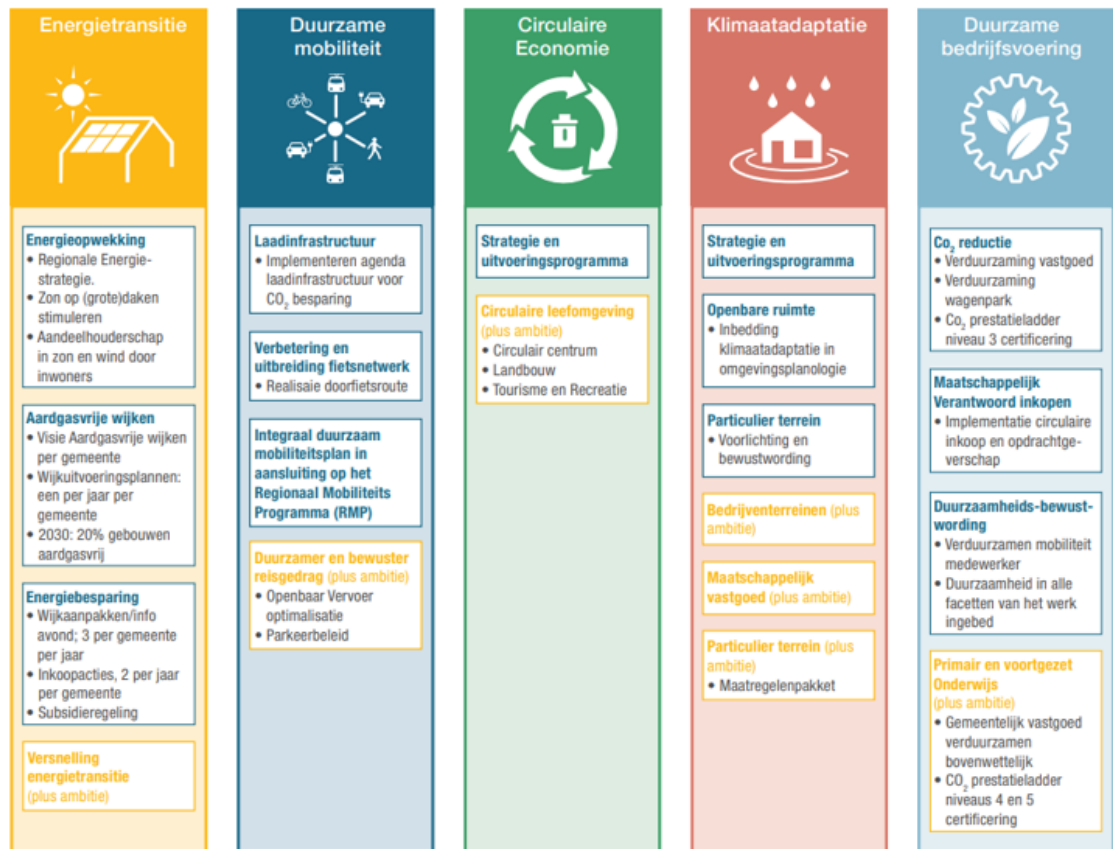 Energietransitie
Energieopwekking
• Regionale Energie-
strategie.
• Zon op (grote)daken
stimuleren
• Aandeelhouderschap
in zon en wind door
inwoners
Aardgasvrije wijken
• Visie Aardgasvrije wijken
per gemeente
• Wijkuitvoeringsplannen:
een per jaar per
gemeente
• 2030: 20% gebouwen
aardgasvrij
Energiebesparing
• Wijkaanpakken/info
avond; 3 per gemeente
per jaar
• Inkoopacties, 2 per jaar
per gemeente
• Subsidieregeling
Versnelling
energietransitie
(plus ambitie)
Duurzame
mobiliteit
Laadinfrastructuur
• Implementeren agenda
laadinfrastructuur voor
CO₂ besparing
Verbetering en
uitbreiding fietsnetwerk
• Realisaie doorfietsroute
Integraal duurzaam
mobiliteitsplan in
aansluiting op het
Regionaal Mobiliteits
Programma (RMP)
Duurzamer en bewuster
reisgedrag (plus ambitie)
• Openbaar Vervoer
optimalisatie
• Parkeerbeleid
Circulaire
Economie
Strategie en
uitvoeringsprogramma
Circulaire leefomgeving
(plus ambitie)
• Circulair centrum
• Landbouw
• Tourisme en Recreatie
Klimaatadaptatie
Strategie en
uitvoeringsprogramma
Openbare ruimte
• Inbedding
klimaatadaptatie in
omgevingsplanologie
Particulier terrein
• Voorlichting en
bewustwording
Bedrijventerreinen (plus
ambitie)
Maatschappelijk
vastgoed (plus ambitie)
Particulier terrein (plus
ambitie)
• Maatregelenpakket
Duurzame
bedrijfsvoering
Co₂ reductie
• Verduurzaming vastgoed
• Verduurzaming
wagenpark
• Co₂ prestatieladder
niveau 3 certificering
Maatschappelijk
Verantwoord inkopen
• Implementatie circulaire
inkoop en opdrachtge-
verschap
Duurzaamheids-bewust-
wording
• Verduurzamen mobiliteit
medewerker
• Duurzaamheid in alle
facetten van het werk
ingebed
Primair en voortgezet
Onderwijs
(plus ambitie)
• Gemeentelijk vastgoed
verduurzamen
bovenwettelijk
• CO₂ prestatieladder
niveaus 4 en 5
certificering